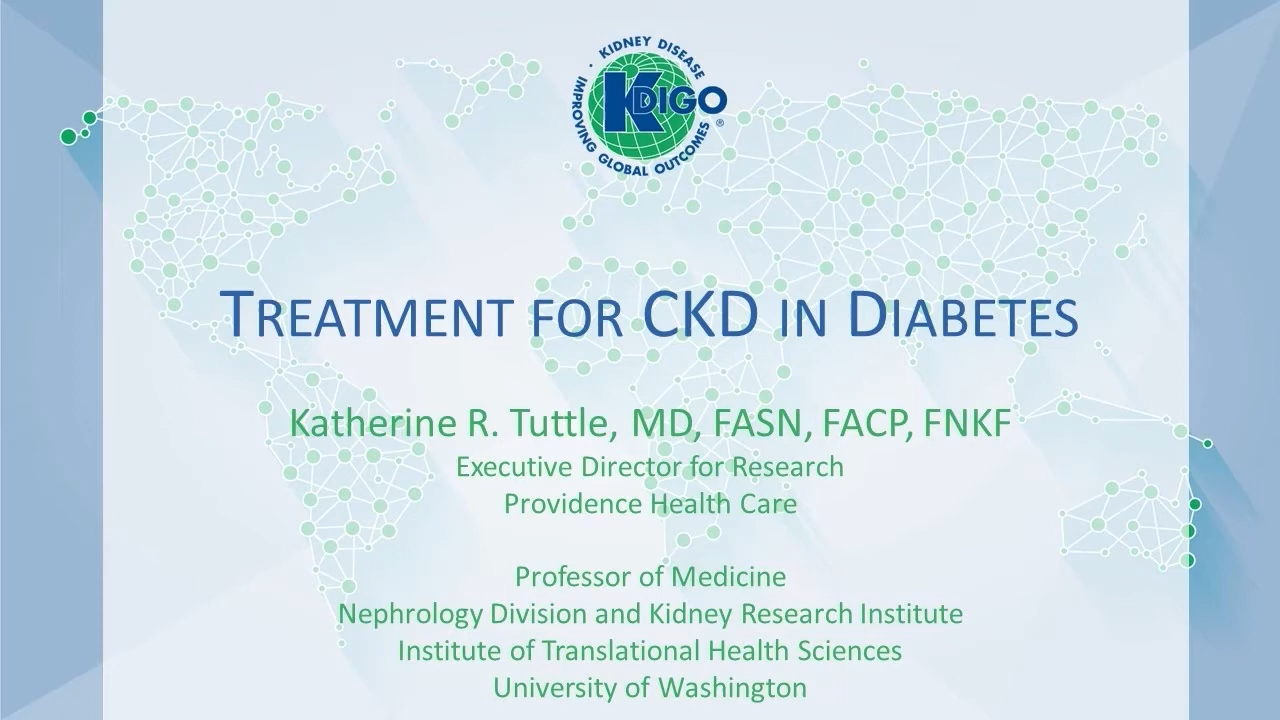 · KIDNEY DISEASE
IMPROVING GLOBAL OUTCOMES
KDIGO®
TREATMENT FOR CKD IN DIABETES
Katherine R. Tuttle, MD, FASN, FACP, FNKF
Executive Director for Research
Providence Health Care
Professor of Medicine
Nephrology Division and Kidney Research Institute
Institute of Translational Health Sciences
University of Washington